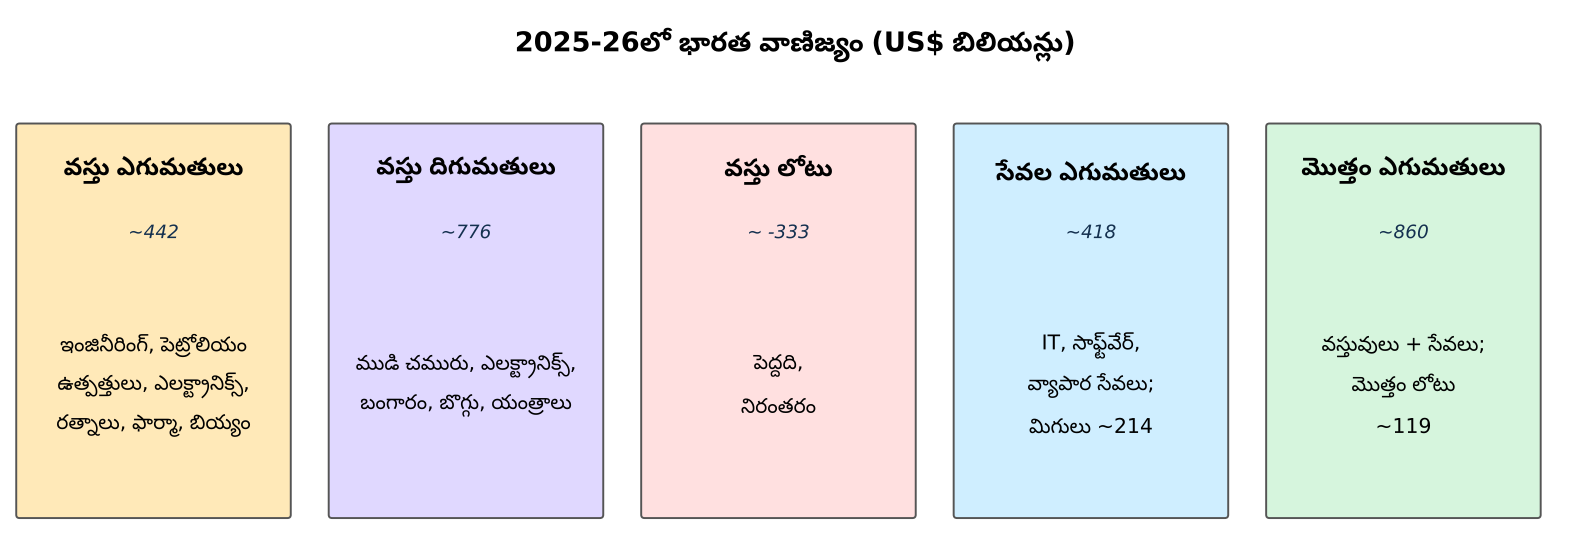 2025-26లో భారత వాణిజ్యం (US$ బిలియన్లు)
వస్తు ఎగుమతులు
~442
ఇంజినీరింగ్, పెట్రోలియం
ఉత్పత్తులు, ఎలక్ట్రానిక్స్,
రత్నాలు, ఫార్మా, బియ్యం
వస్తు దిగుమతులు
~776
ముడి చమురు, ఎలక్ట్రానిక్స్,
బంగారం, బొగ్గు, యంత్రాలు
వస్తు లోటు
~ -333
పెద్దది,
నిరంతరం
సేవల ఎగుమతులు
~418
IT, సాఫ్ట్‌వేర్,
వ్యాపార సేవలు;
మిగులు ~214
మొత్తం ఎగుమతులు
~860
వస్తువులు + సేవలు;
మొత్తం లోటు
~119